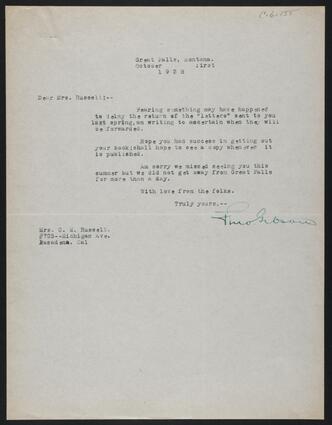 C.6.155
Great Falls, Montana.
October First
1 9 2 8
Dear Mrs. Russell:--
Fearing something may have happened
to delay the return of the "letters" sent to you
last spring, am writing to ascertain when they will
be forwarded.
Hope you had success in getting out
your book; shall hope to see a copy whenever it
is published.
Am sorry we missed seeing you this
summer but we did not get away from Great Falls
for more than a day.
With love from the folks.
Truly yours,--
Mrs. C. M. Russell.
#725--Michigan Ave.
Pasadena. Cal